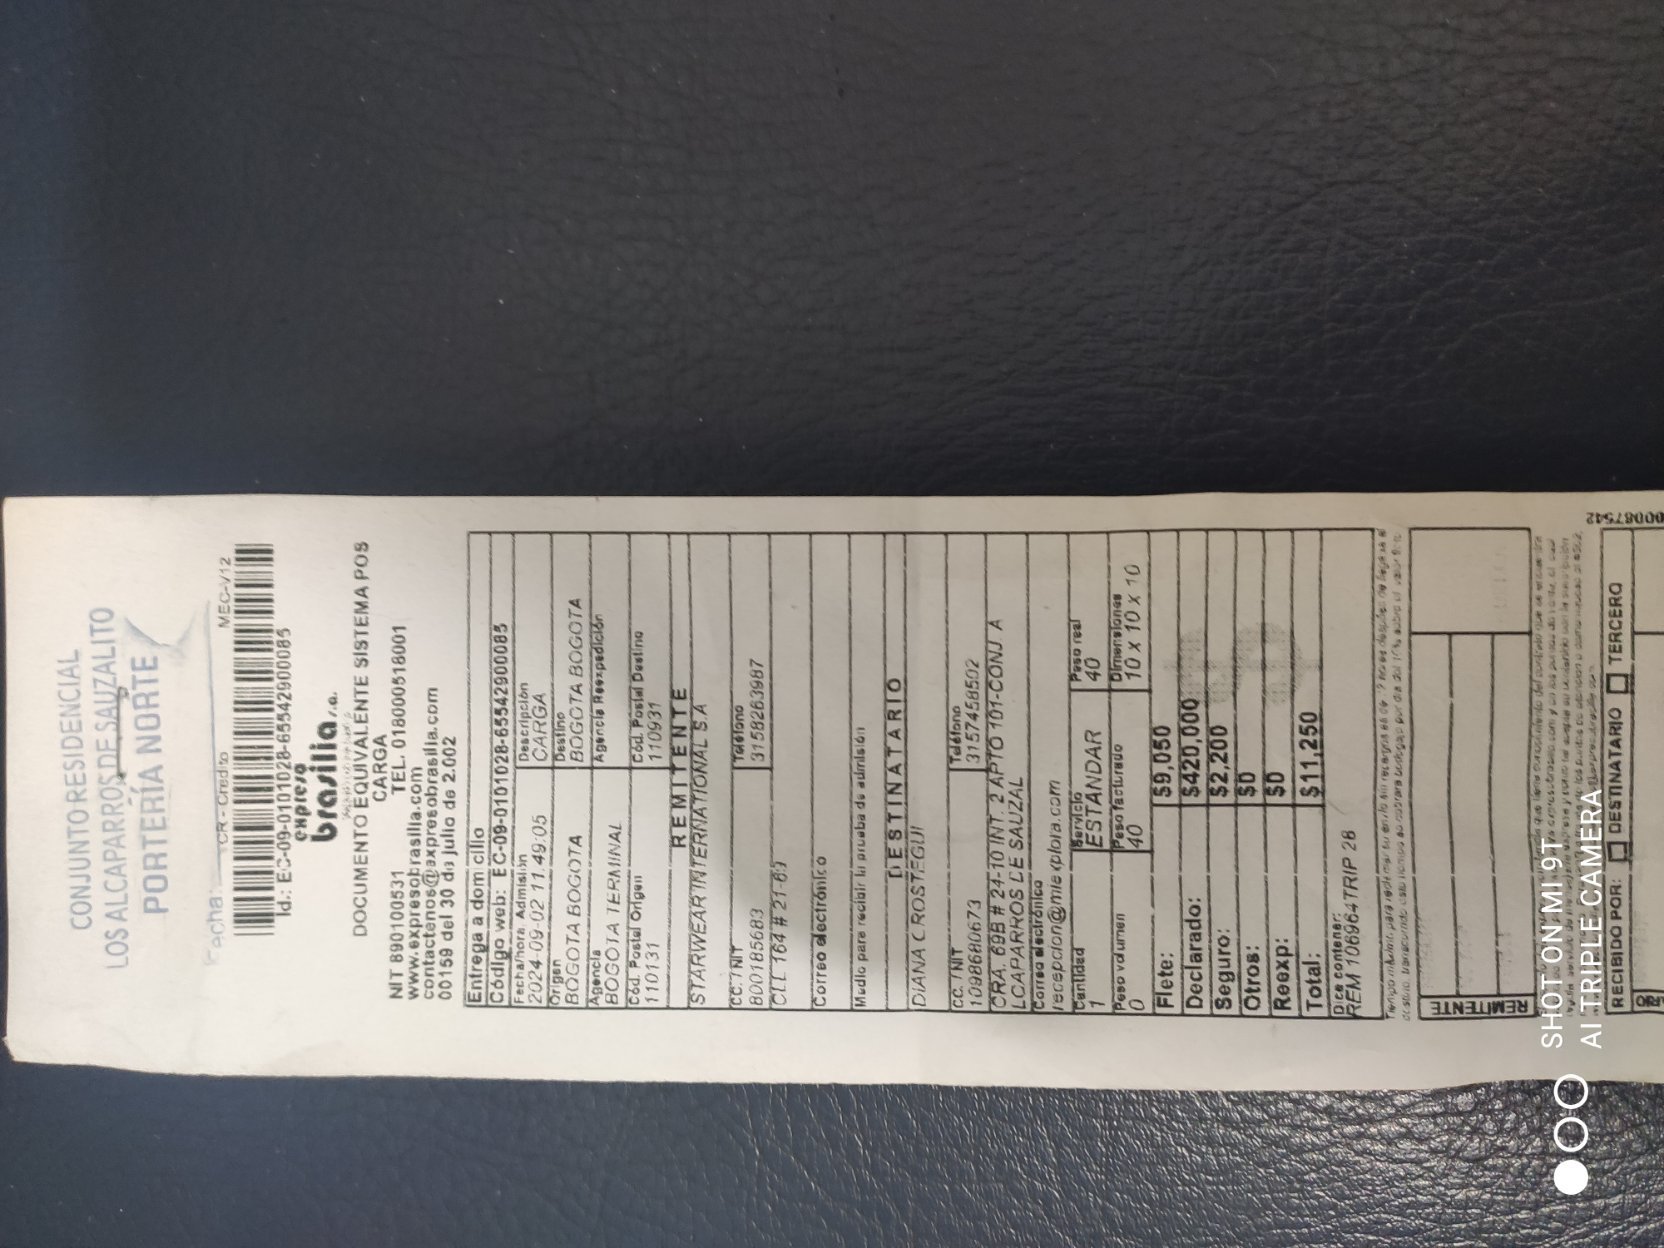 CONJUNTO RESIDENCIAL
LOS ALCAPARROS DE SAUZALITO
PORTERÍA NORTE
Fecha:
CR - Credito MEC-V12
Id.: EC-09-0101028-65542900085
expreso
brasilia s.a.
DOCUMENTO EQUIVALENTE SISTEMA POS
CARGA
NIT 890100531 TEL. 018000518001
www.expresobrasilia.com
contactenos@expresobrasilia.com
00159 del 30 de julio de 2.002
Entrega a domicilio
Código web: EC-09-0101028-65542900085
Fecha/hora Admisión Descripción
2024-09-02 11:49:05 CARGA
Origen Destino
BOGOTA BOGOTA BOGOTA BOGOTA
Agencia Agencia Reexpedición
BOGOTA TERMINAL
Cód. Postal Origen Cód. Postal Destino
110131 110931
REMITENTE
STARWEAR INTERNATIONAL S.A
CC. / NIT Teléfono
800185683 3158263987
CLL 164 # 21-61
Correo electrónico
Medio para recibir la prueba de admisión
DESTINATARIO
DIANA C ROSTEGUI
CC. / NIT Teléfono
1098680673 3157458502
CRA. 69B # 24-10 INT. 2 APTO 101-CONJ. A
LCAPARROS DE SAUZAL
Correo electrónico
recepcion@milexplola.com
Cantidad Servicio Peso real
1 ESTANDAR 40
Peso volumen Peso facturado Dimensiones
0 40 10 x 10 x 10
Flete: $9,050
Declarado: $420,000
Seguro: $2,200
Otros: $0
Reexp: $0
Total: $11,250
Dice contener:
REM 106964TRIP 28
REMITENTE
RECIBIDO POR: DESTINATARIO TERCERO
00087542
SHOT ON MI 9T
AI TRIPLE CAMERA